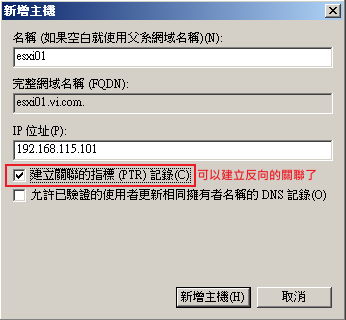 新增主機
名稱 (如果空白就使用父系網域名稱)(N):
esxi01
完整網域名稱 (FQDN):
esxi01.vi.com.
IP 位址(P):
192.168.115.101
建立關聯的指標 (PTR) 記錄(C) 可以建立反向的關聯了
允許已驗證的使用者更新相同擁有者名稱的 DNS 記錄(O)
新增主機(H) 取消